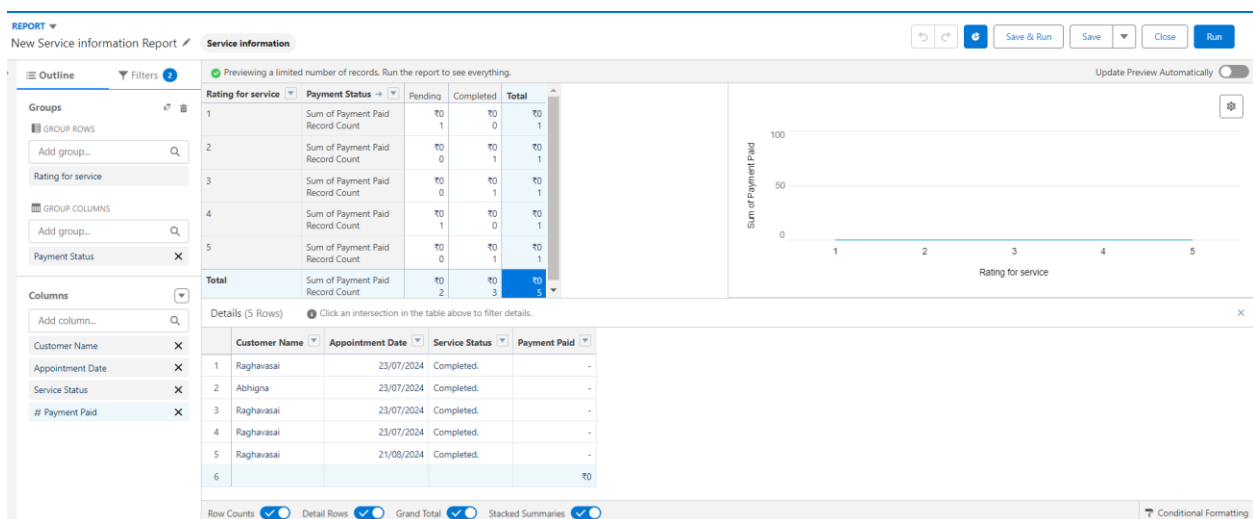 REPORT
New Service information Report
Service information
Save & Run
Save
Close
Run
Outline
Filters 2
Previewing a limited number of records. Run the report to see everything.
Update Preview Automatically
Groups
GROUP ROWS
Add group...
Rating for service
GROUP COLUMNS
Add group...
Payment Status
Columns
Add column...
Customer Name
Appointment Date
Service Status
# Payment Paid
Rating for service Payment Status → Pending Completed Total
1 Sum of Payment Paid ₹0 ₹0 ₹0
Record Count 1 0 1
2 Sum of Payment Paid ₹0 ₹0 ₹0
Record Count 0 1 1
3 Sum of Payment Paid ₹0 ₹0 ₹0
Record Count 0 1 1
4 Sum of Payment Paid ₹0 ₹0 ₹0
Record Count 1 0 1
5 Sum of Payment Paid ₹0 ₹0 ₹0
Record Count 0 1 1
Total Sum of Payment Paid ₹0 ₹0 ₹0
Record Count 2 3 5
Sum of Payment Paid
100
50
0
1 2 3 4 5
Rating for service
Details (5 Rows) Click an intersection in the table above to filter details.
Customer Name Appointment Date Service Status Payment Paid
1 Raghavasai 23/07/2024 Completed. -
2 Abhigna 23/07/2024 Completed. -
3 Raghavasai 23/07/2024 Completed. -
4 Raghavasai 23/07/2024 Completed. -
5 Raghavasai 21/08/2024 Completed. -
6 ₹0
Row Counts Detail Rows Grand Total Stacked Summaries Conditional Formatting